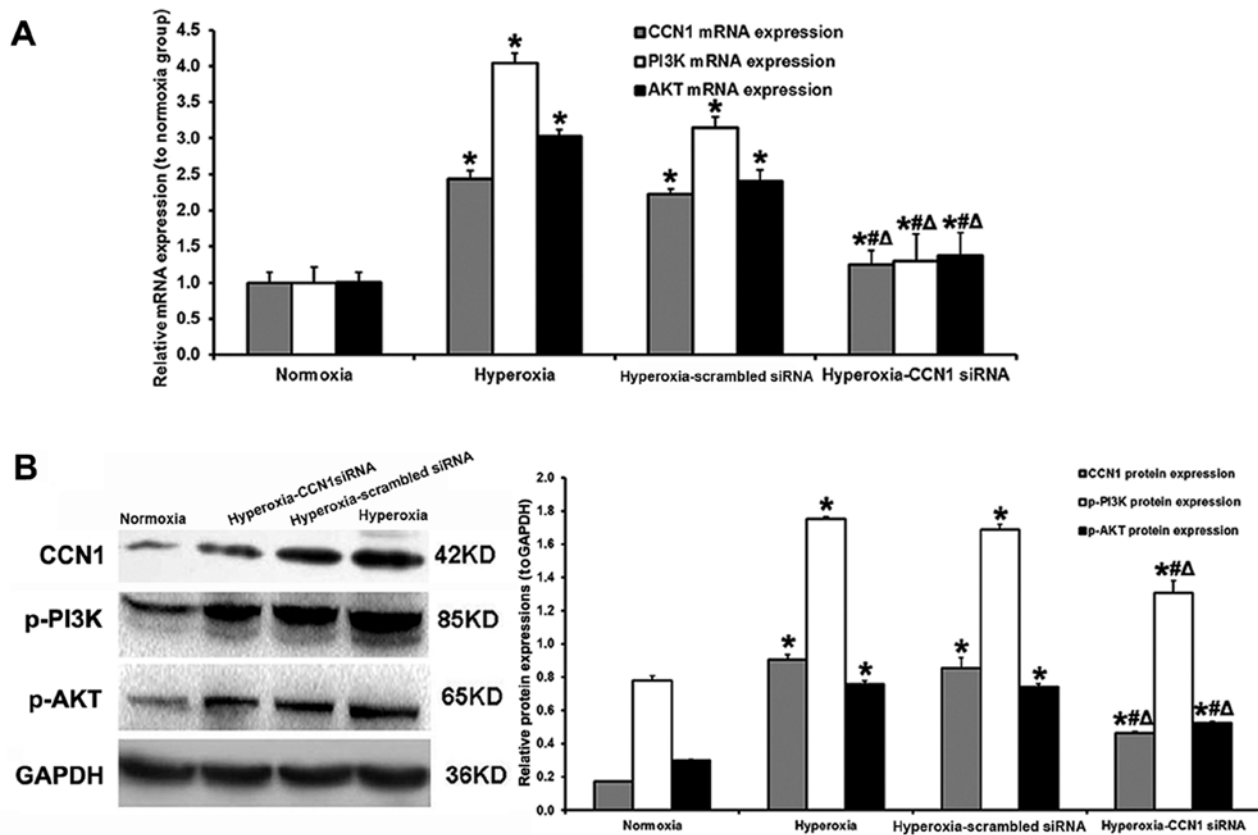 A
Relative mRNA expression (to normoxia group)
4.5
4.0
3.5
3.0
2.5
2.0
1.5
1.0
0.5
0.0
CCN1 mRNA expression
PI3K mRNA expression
AKT mRNA expression
* * *
* * *
*#Δ *#Δ *#Δ
Normoxia Hyperoxia Hyperoxia-scrambled siRNA Hyperoxia-CCN1 siRNA
B
Normoxia Hyperoxia-CCN1siRNA Hyperoxia-scrambled siRNA Hyperoxia
CCN1 42KD
p-PI3K 85KD
p-AKT 65KD
GAPDH 36KD
Relative protein expressions (toGAPDH)
2.0
1.8
1.6
1.4
1.2
1.0
0.8
0.6
0.4
0.2
0.0
CCN1 protein expression
p-PI3K protein expression
p-AKT protein expression
* * *
* * *
*#Δ *#Δ *#Δ
Normoxia Hyperoxia Hyperoxia-scrambled siRNA Hyperoxia-CCN1 siRNA